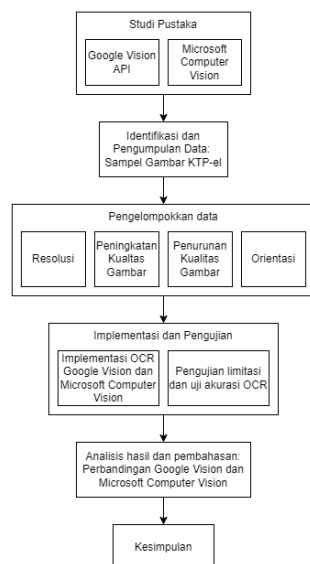 Studi Pustaka
Google Vision
API
Microsoft
Computer
Vision
Identifikasi dan
Pengumpulan Data:
Sampel Gambar KTP-el
Pengelompokkan data
Resolusi
Peningkatan
Kualtas
Gambar
Penurunan
Kualitas
Gambar
Orientasi
Implementasi dan Pengujian
Implementasi OCR
Google Vision dan
Microsoft Computer
Vision
Pengujian limitasi
dan uji akurasi OCR
Analisis hasil dan pembahasan:
Perbandingan Google Vision dan
Microsoft Computer Vision
Kesimpulan